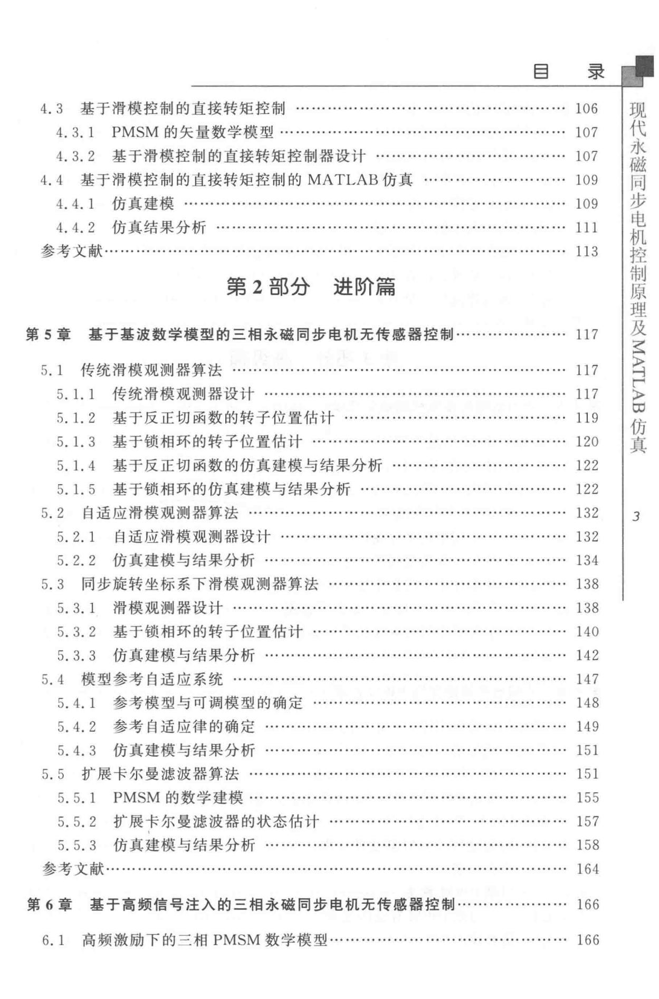 目 录
4.3 基于滑模控制的直接转矩控制 …… 106
4.3.1 PMSM 的矢量数学模型 …… 107
4.3.2 基于滑模控制的直接转矩控制器设计 …… 107
4.4 基于滑模控制的直接转矩控制的 MATLAB 仿真 …… 109
4.4.1 仿真建模 …… 109
4.4.2 仿真结果分析 …… 111
参考文献 …… 113
第 2 部分 进阶篇
第 5 章 基于基波数学模型的三相永磁同步电机无传感器控制 …… 117
5.1 传统滑模观测器算法 …… 117
5.1.1 传统滑模观测器设计 …… 117
5.1.2 基于反正切函数的转子位置估计 …… 119
5.1.3 基于锁相环的转子位置估计 …… 120
5.1.4 基于反正切函数的仿真建模与结果分析 …… 122
5.1.5 基于锁相环的仿真建模与结果分析 …… 122
5.2 自适应滑模观测器算法 …… 132
5.2.1 自适应滑模观测器设计 …… 132
5.2.2 仿真建模与结果分析 …… 134
5.3 同步旋转坐标系下滑模观测器算法 …… 138
5.3.1 滑模观测器设计 …… 138
5.3.2 基于锁相环的转子位置估计 …… 140
5.3.3 仿真建模与结果分析 …… 142
5.4 模型参考自适应系统 …… 147
5.4.1 参考模型与可调模型的确定 …… 148
5.4.2 参考自适应律的确定 …… 149
5.4.3 仿真建模与结果分析 …… 151
5.5 扩展卡尔曼滤波器算法 …… 151
5.5.1 PMSM 的数学建模 …… 155
5.5.2 扩展卡尔曼滤波器的状态估计 …… 157
5.5.3 仿真建模与结果分析 …… 158
参考文献 …… 164
第 6 章 基于高频信号注入的三相永磁同步电机无传感器控制 …… 166
6.1 高频激励下的三相 PMSM 数学模型 …… 166
现代永磁同步电机控制原理及MATLAB仿真
3